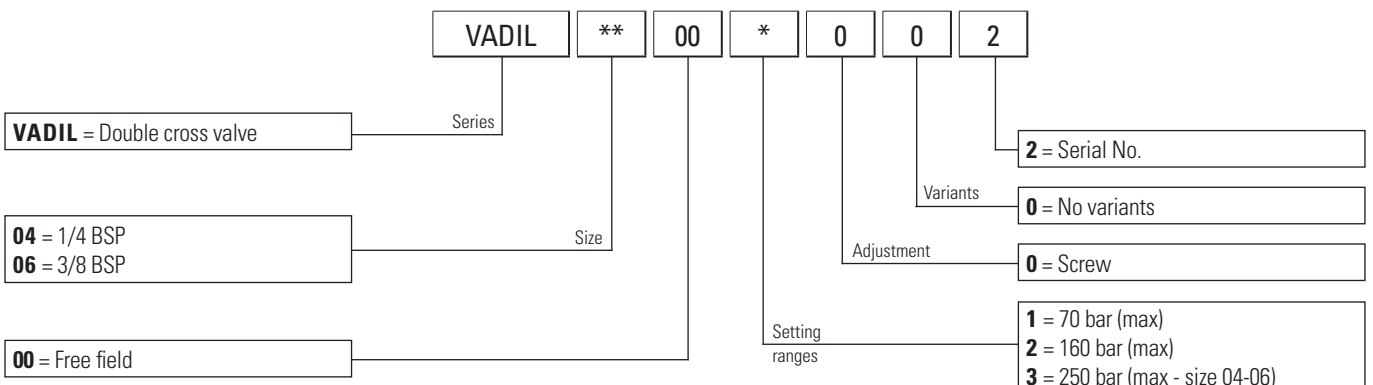 VADIL ** 00 * 0 0 2
VADIL = Double cross valve
Series
2 = Serial No.
Variants
0 = No variants
04 = 1/4 BSP
06 = 3/8 BSP
Size
Adjustment
0 = Screw
00 = Free field
Setting
ranges
1 = 70 bar (max)
2 = 160 bar (max)
3 = 250 bar (max - size 04-06)